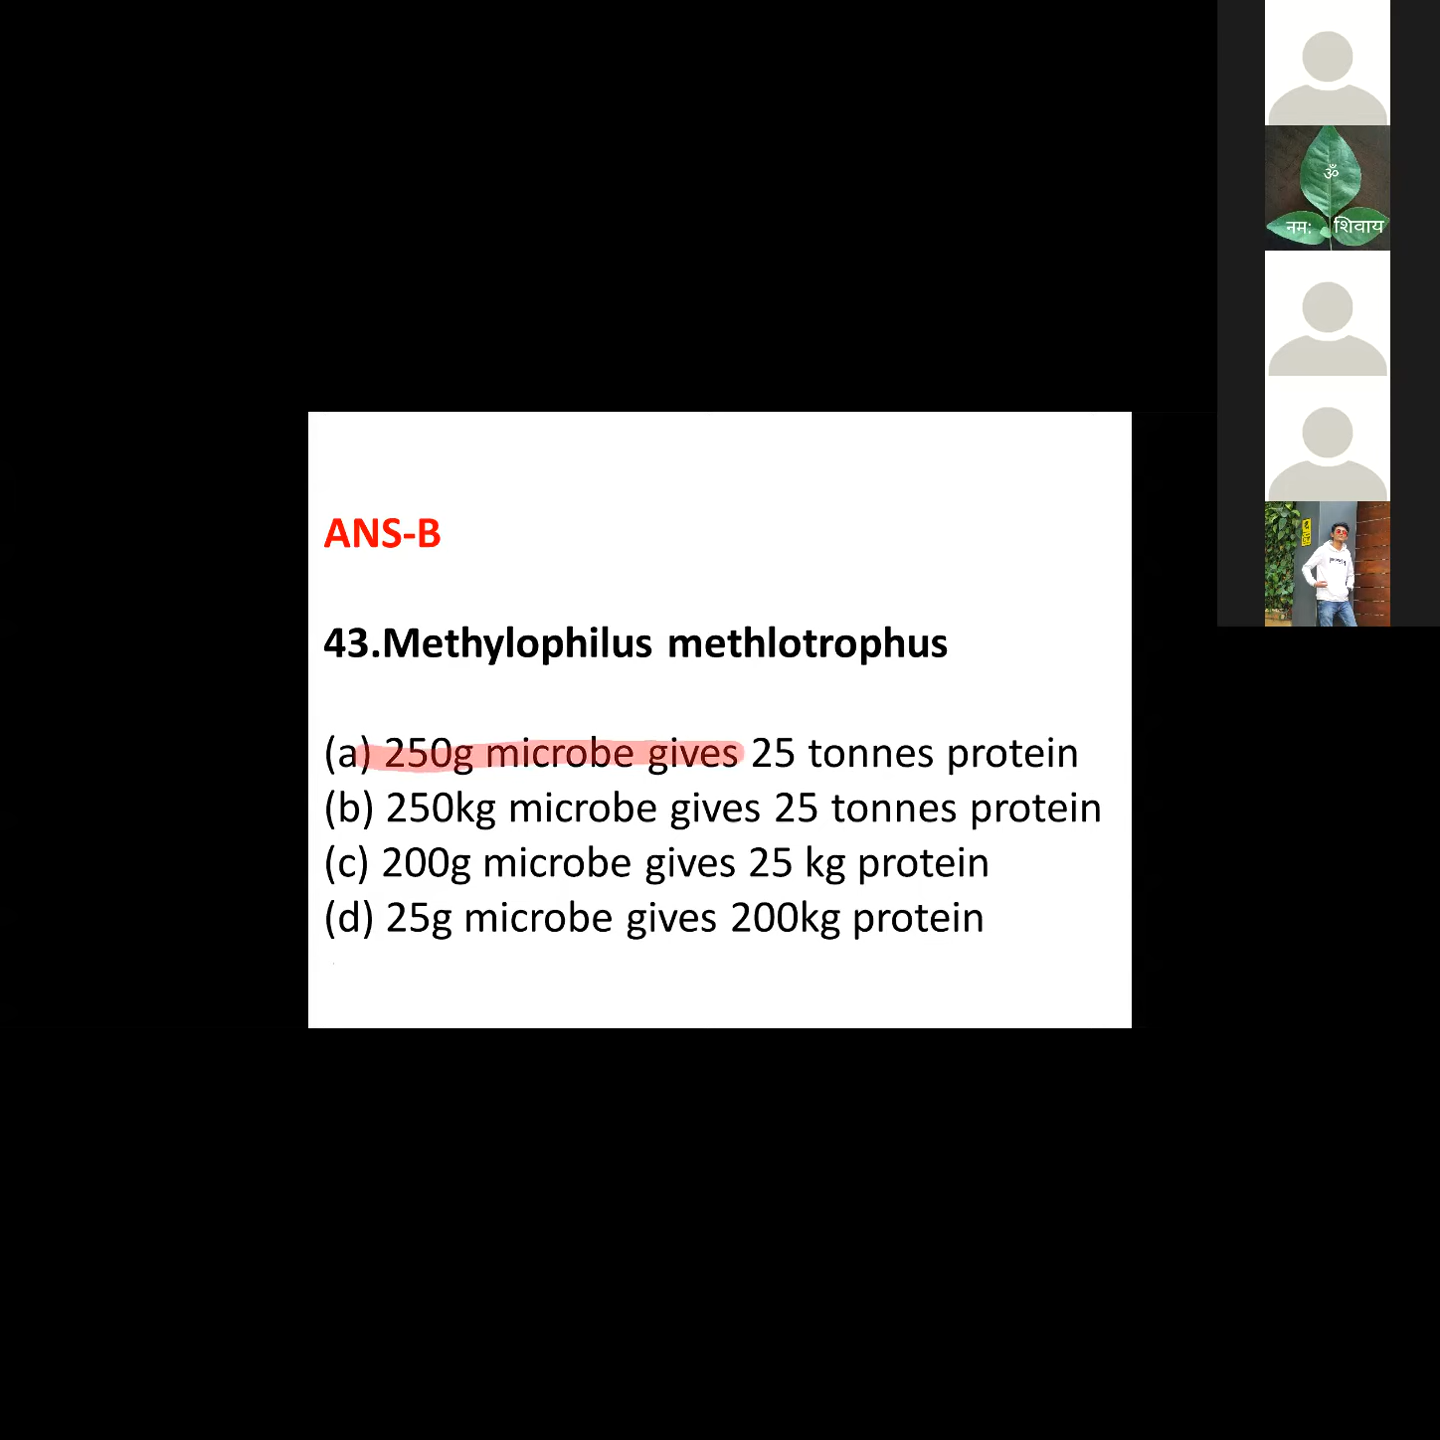 ॐ
नम: शिवाय
ANS-B
43.Methylophilus methlotrophus
(a) 250g microbe gives 25 tonnes protein
(b) 250kg microbe gives 25 tonnes protein
(c) 200g microbe gives 25 kg protein
(d) 25g microbe gives 200kg protein